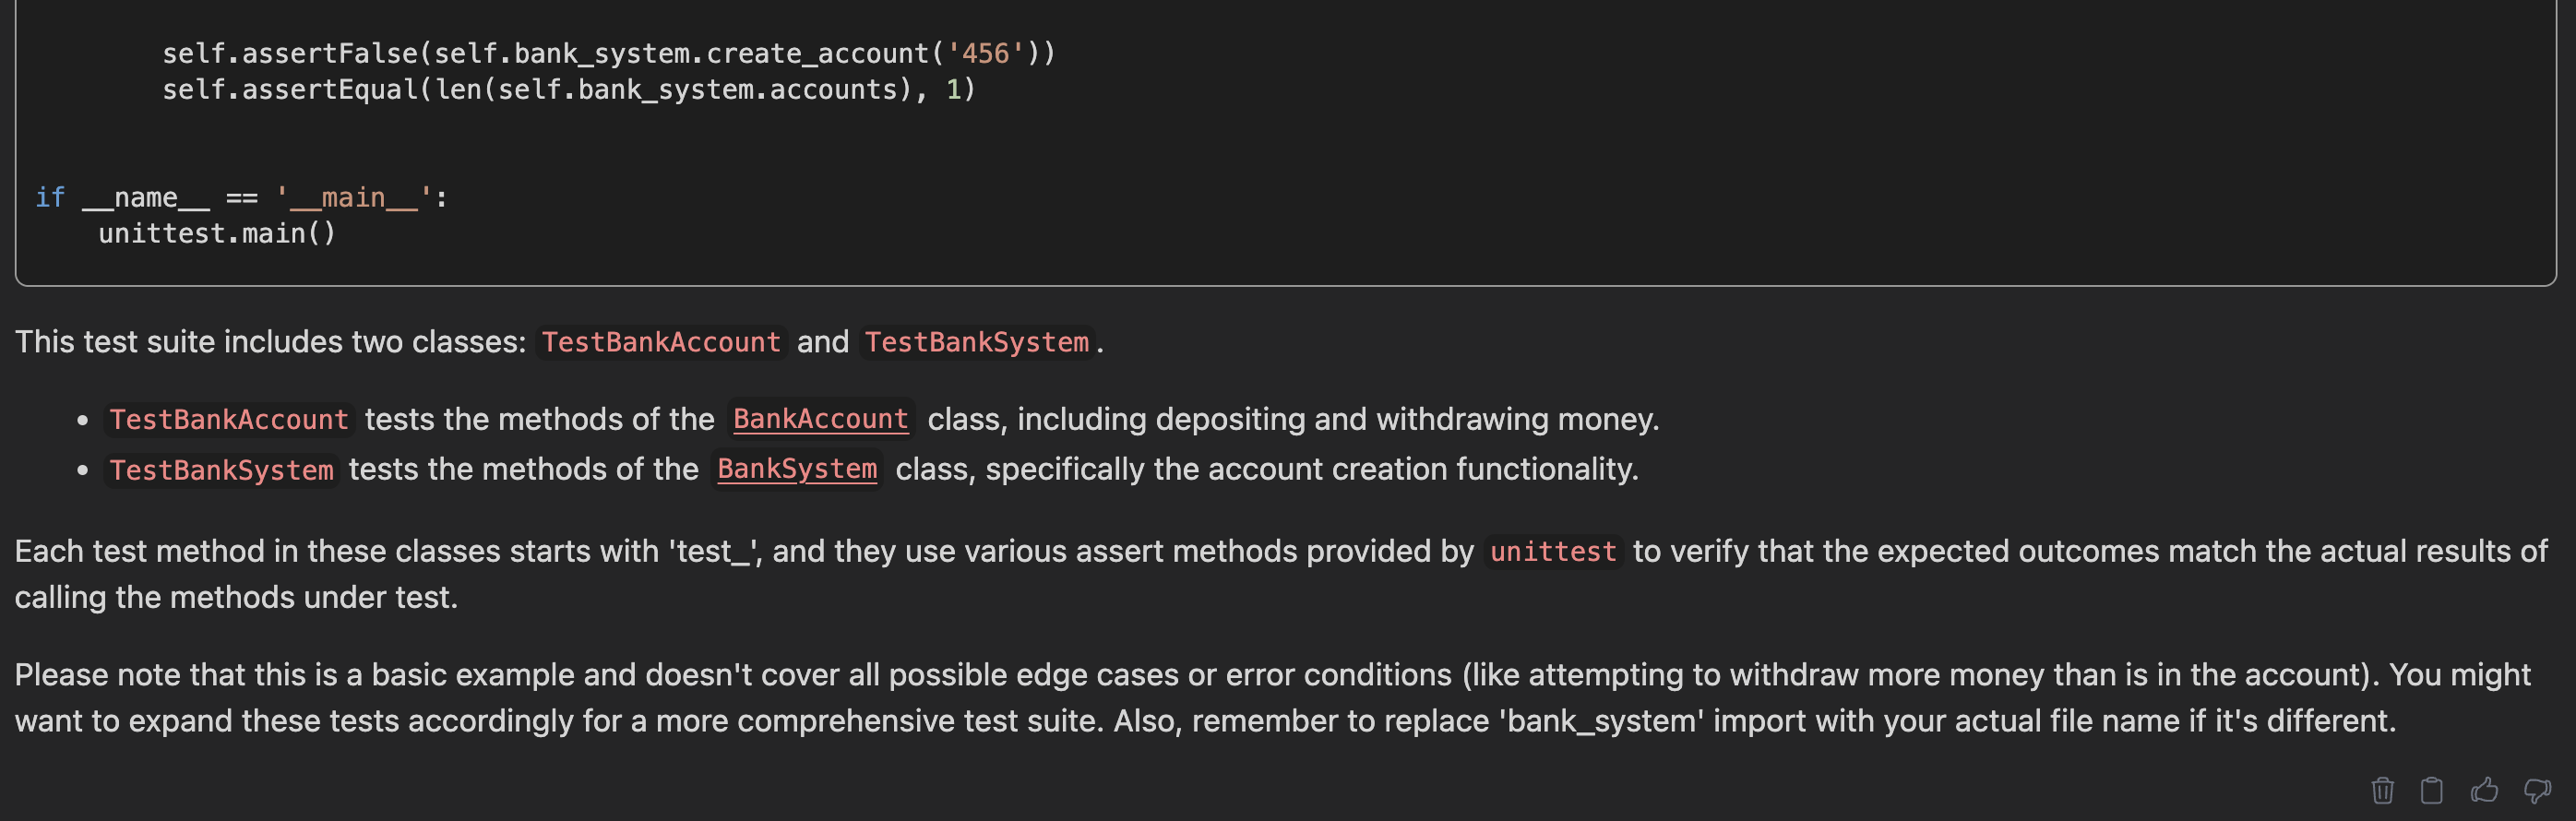 self.assertFalse(self.bank_system.create_account('456'))
self.assertEqual(len(self.bank_system.accounts), 1)
if __name__ == '__main__':
unittest.main()
This test suite includes two classes: TestBankAccount and TestBankSystem.
• TestBankAccount tests the methods of the BankAccount class, including depositing and withdrawing money.
• TestBankSystem tests the methods of the BankSystem class, specifically the account creation functionality.
Each test method in these classes starts with 'test_', and they use various assert methods provided by unittest to verify that the expected outcomes match the actual results of
calling the methods under test.
Please note that this is a basic example and doesn't cover all possible edge cases or error conditions (like attempting to withdraw more money than is in the account). You might
want to expand these tests accordingly for a more comprehensive test suite. Also, remember to replace 'bank_system' import with your actual file name if it's different.